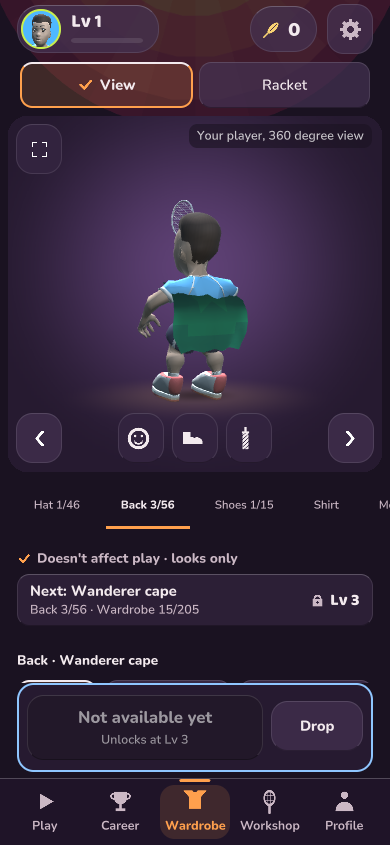 Lv 1
0
View
Racket
Your player, 360 degree view
Hat 1/46
Back 3/56
Shoes 1/15
Shirt
Doesn't affect play · looks only
Next: Wanderer cape
Back 3/56 · Wardrobe 15/205
Lv 3
Back · Wanderer cape
Not available yet
Unlocks at Lv 3
Drop
Play
Career
Wardrobe
Workshop
Profile